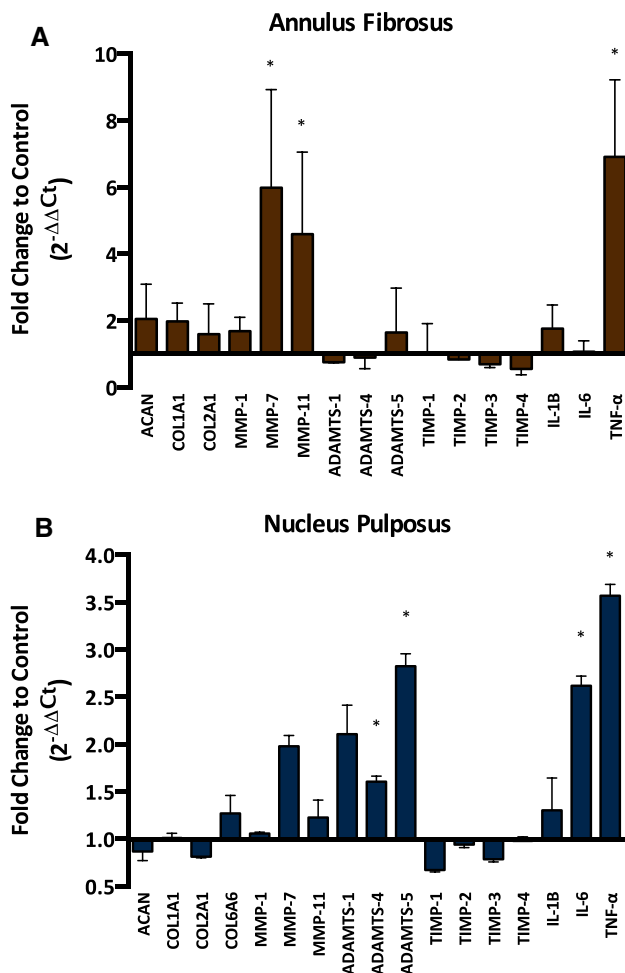 A
Annulus Fibrosus
Fold Change to Control
(2-ΔΔCt)
10
8
6
4
2
0
*
*
*
ACAN
COL1A1
COL2A1
MMP-1
MMP-7
MMP-11
ADAMTS-1
ADAMTS-4
ADAMTS-5
TIMP-1
TIMP-2
TIMP-3
TIMP-4
IL-1B
IL-6
TNF-α
B
Nucleus Pulposus
Fold Change to Control
(2-ΔΔCt)
4.0
3.5
3.0
2.5
2.0
1.5
1.0
0.5
*
*
*
*
ACAN
COL1A1
COL2A1
COL6A6
MMP-1
MMP-7
MMP-11
ADAMTS-1
ADAMTS-4
ADAMTS-5
TIMP-1
TIMP-2
TIMP-3
TIMP-4
IL-1B
IL-6
TNF-α